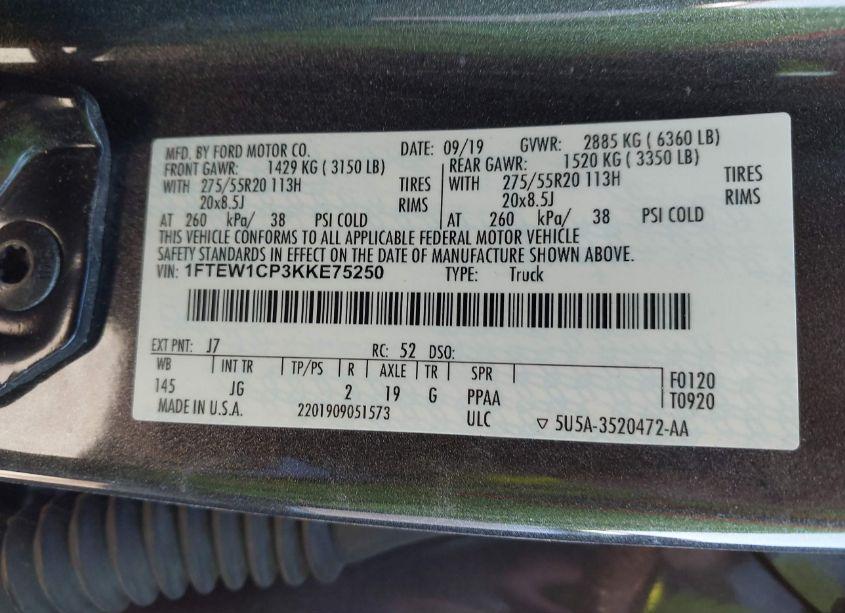 MFD. BY FORD MOTOR CO. DATE: 09/19 GVWR: 2885 KG ( 6360 LB)
FRONT GAWR: 1429 KG ( 3150 LB) REAR GAWR: 1520 KG ( 3350 LB)
WITH 275/55R20 113H TIRES WITH 275/55R20 113H TIRES
20x8.5J RIMS 20x8.5J RIMS
AT 260 kPa/ 38 PSI COLD AT 260 kPa/ 38 PSI COLD
THIS VEHICLE CONFORMS TO ALL APPLICABLE FEDERAL MOTOR VEHICLE
SAFETY STANDARDS IN EFFECT ON THE DATE OF MANUFACTURE SHOWN ABOVE.
VIN: 1FTEW1CP3KKE75250 TYPE: Truck
EXT PNT: J7 RC: 52 DSO:
WB INT TR TP/PS R AXLE TR SPR F0120
145 JG 2 19 G PPAA T0920
MADE IN U.S.A. 2201909051573 ULC ▽ 5U5A-3520472-AA